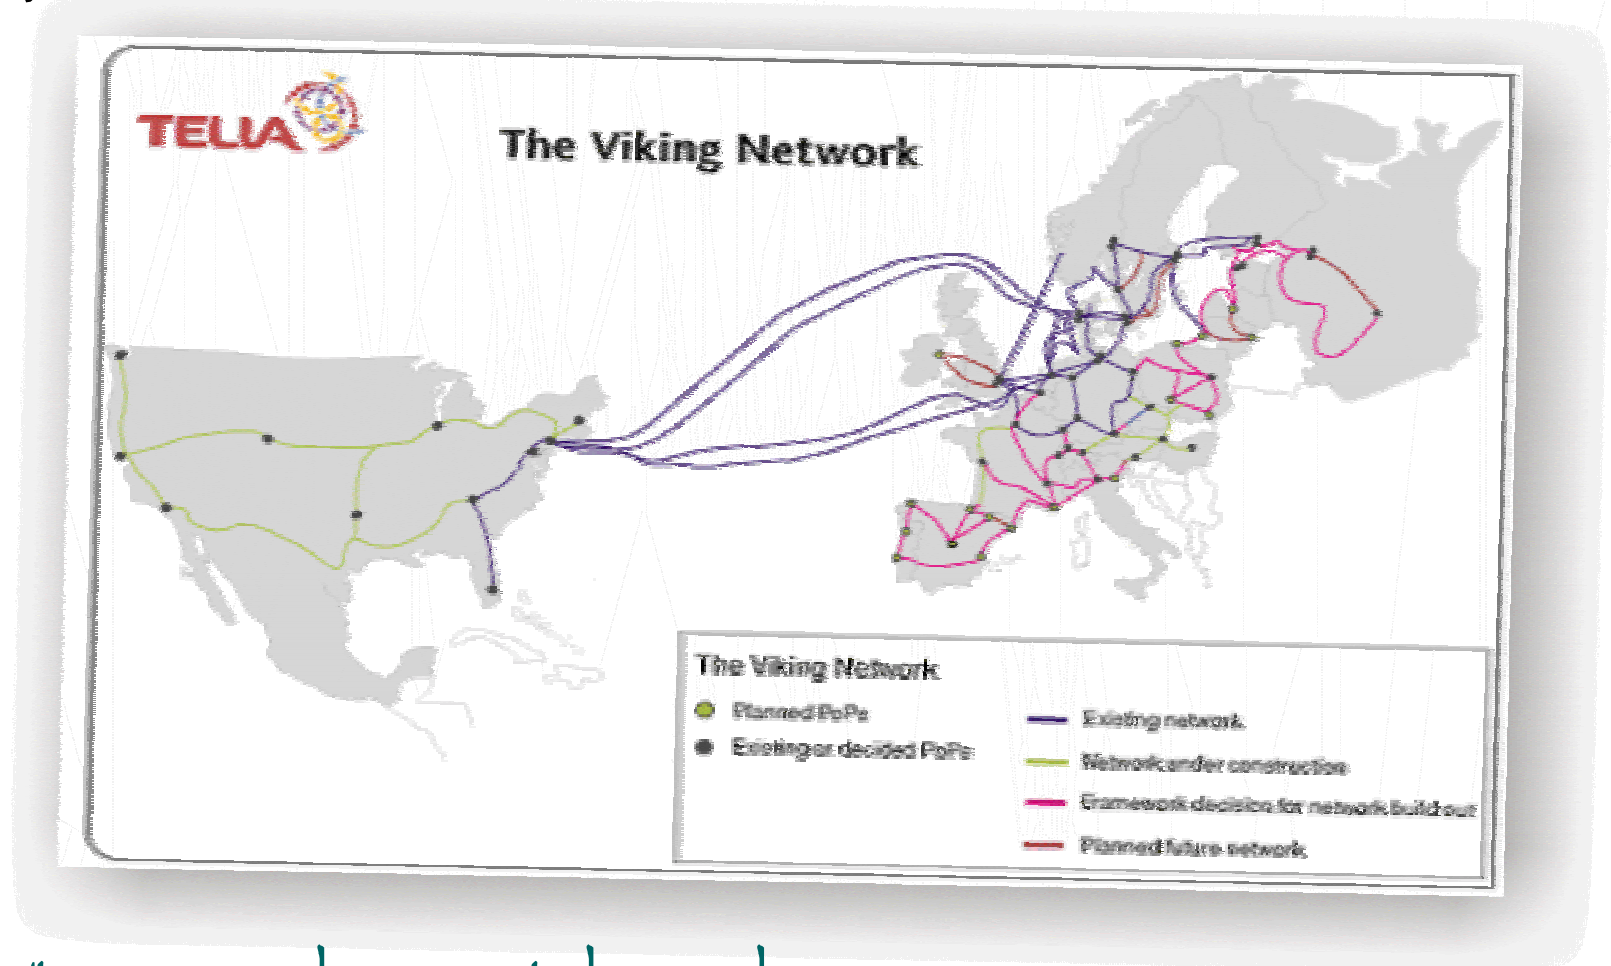 TELIA
The Viking Network
The Viking Network
Planned PoPs
Existing or decided PoPs
Existing network
Network under construction
Framework decision for network build out
Planned future network